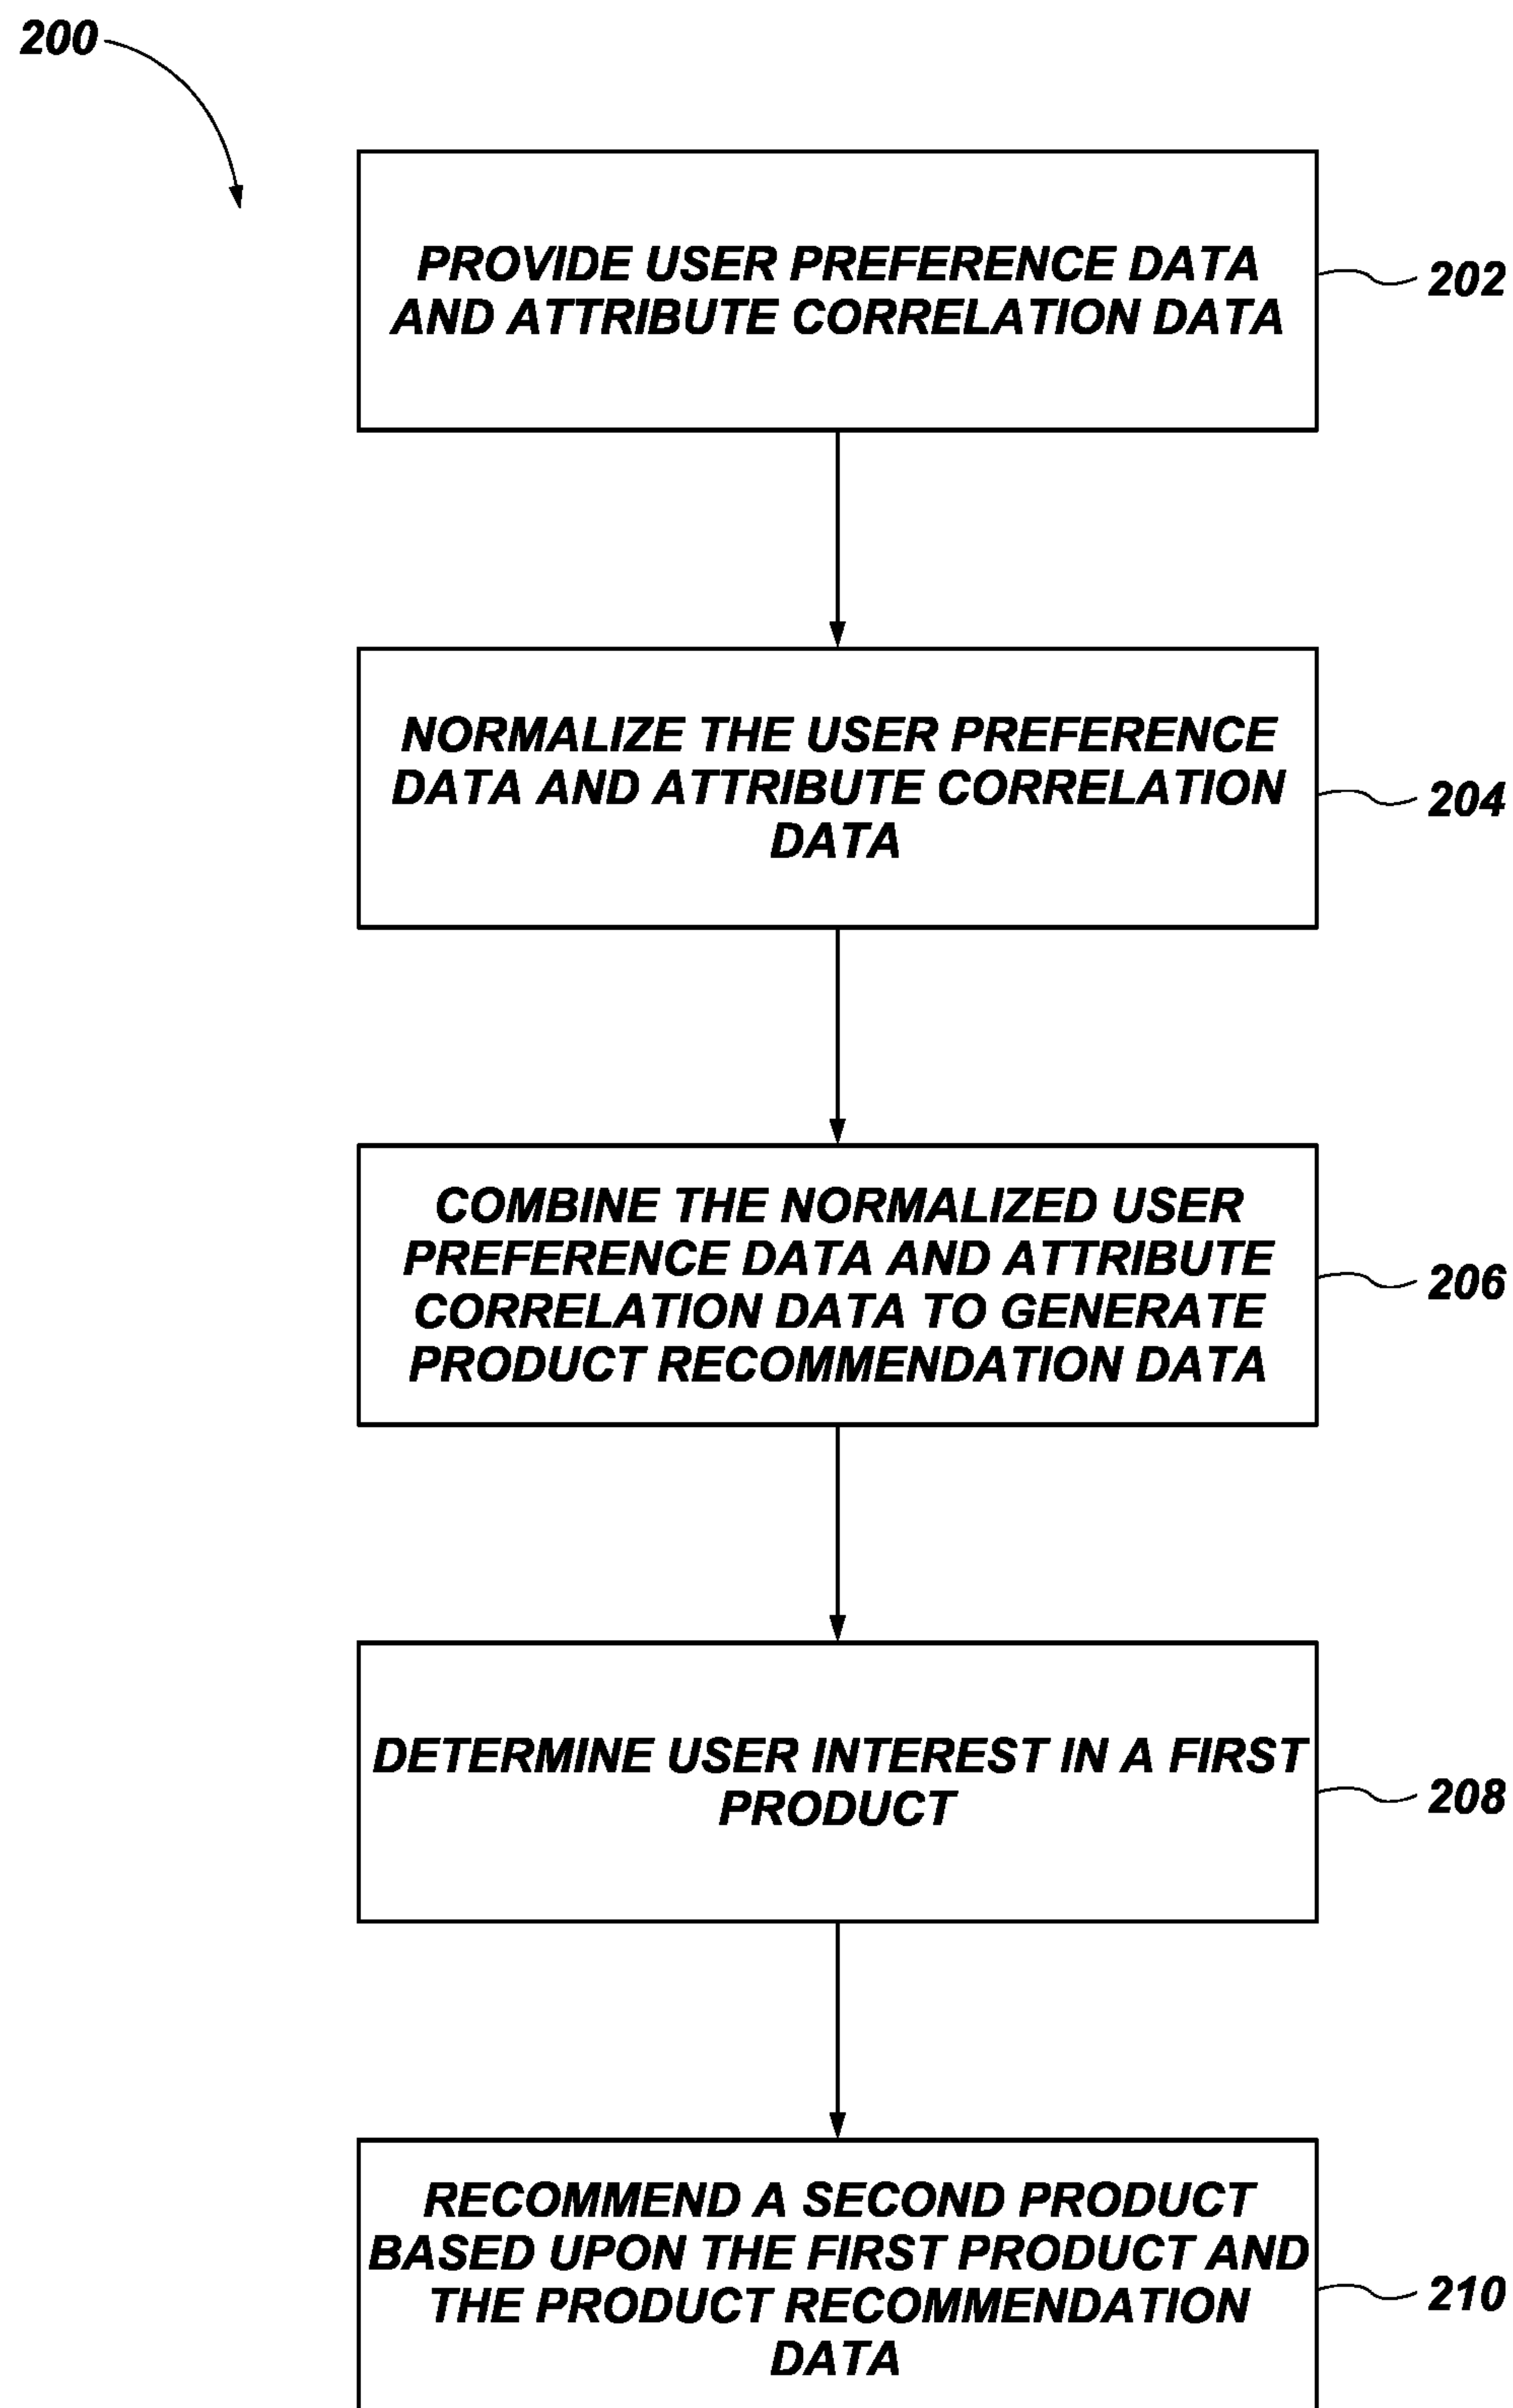 200
PROVIDE USER PREFERENCE DATA
AND ATTRIBUTE CORRELATION DATA
202
NORMALIZE THE USER PREFERENCE
DATA AND ATTRIBUTE CORRELATION
DATA
204
COMBINE THE NORMALIZED USER
PREFERENCE DATA AND ATTRIBUTE
CORRELATION DATA TO GENERATE
PRODUCT RECOMMENDATION DATA
206
DETERMINE USER INTEREST IN A FIRST
PRODUCT
208
RECOMMEND A SECOND PRODUCT
BASED UPON THE FIRST PRODUCT AND
THE PRODUCT RECOMMENDATION
DATA
210